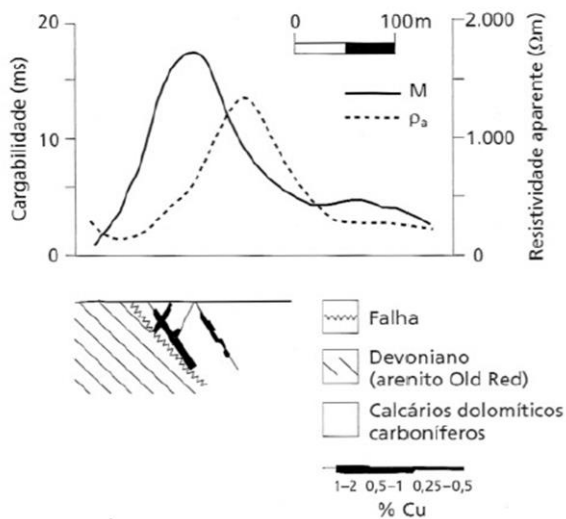 20
10
0
Cargabilidade (ms)
0 100m
M
ρa
2.000
1.000
0
Resistividade aparente (Ωm)
Falha
Devoniano
(arenito Old Red)
Calcários dolomíticos
carboníferos
1–2 0,5–1 0,25–0,5
% Cu